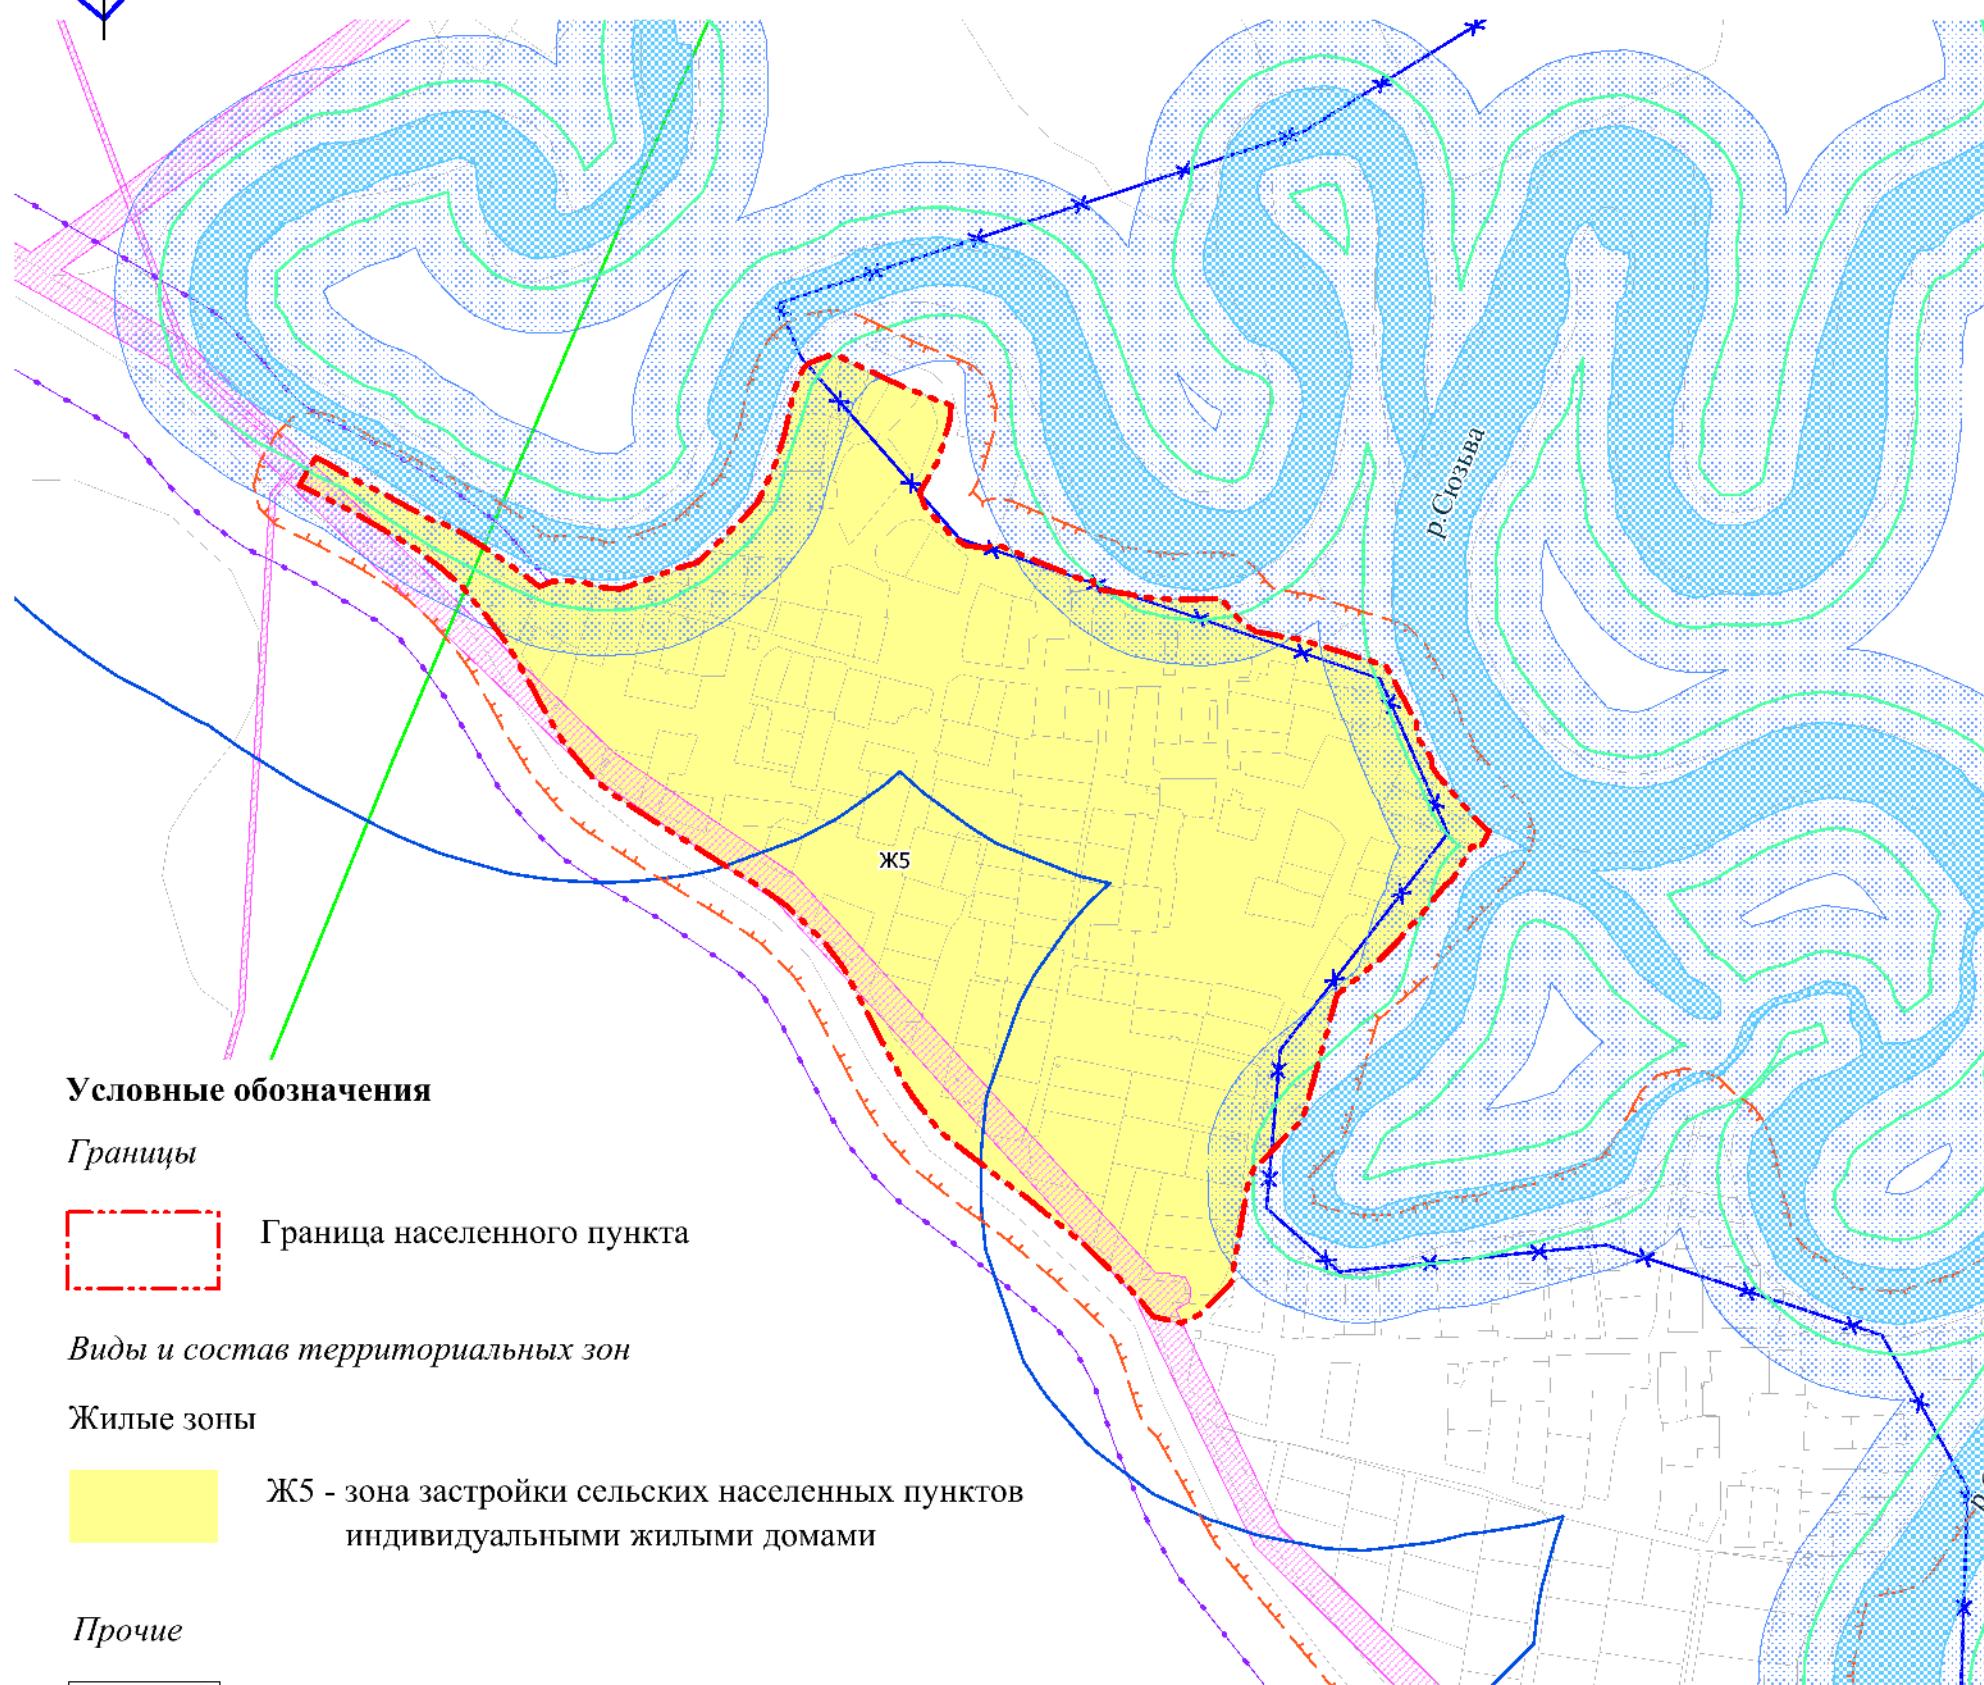 р.Сюзьва
Ж5
Условные обозначения
Границы
Граница населенного пункта
Виды и состав территориальных зон
Жилые зоны
Ж5 - зона застройки сельских населенных пунктов
индивидуальными жилыми домами
Прочие